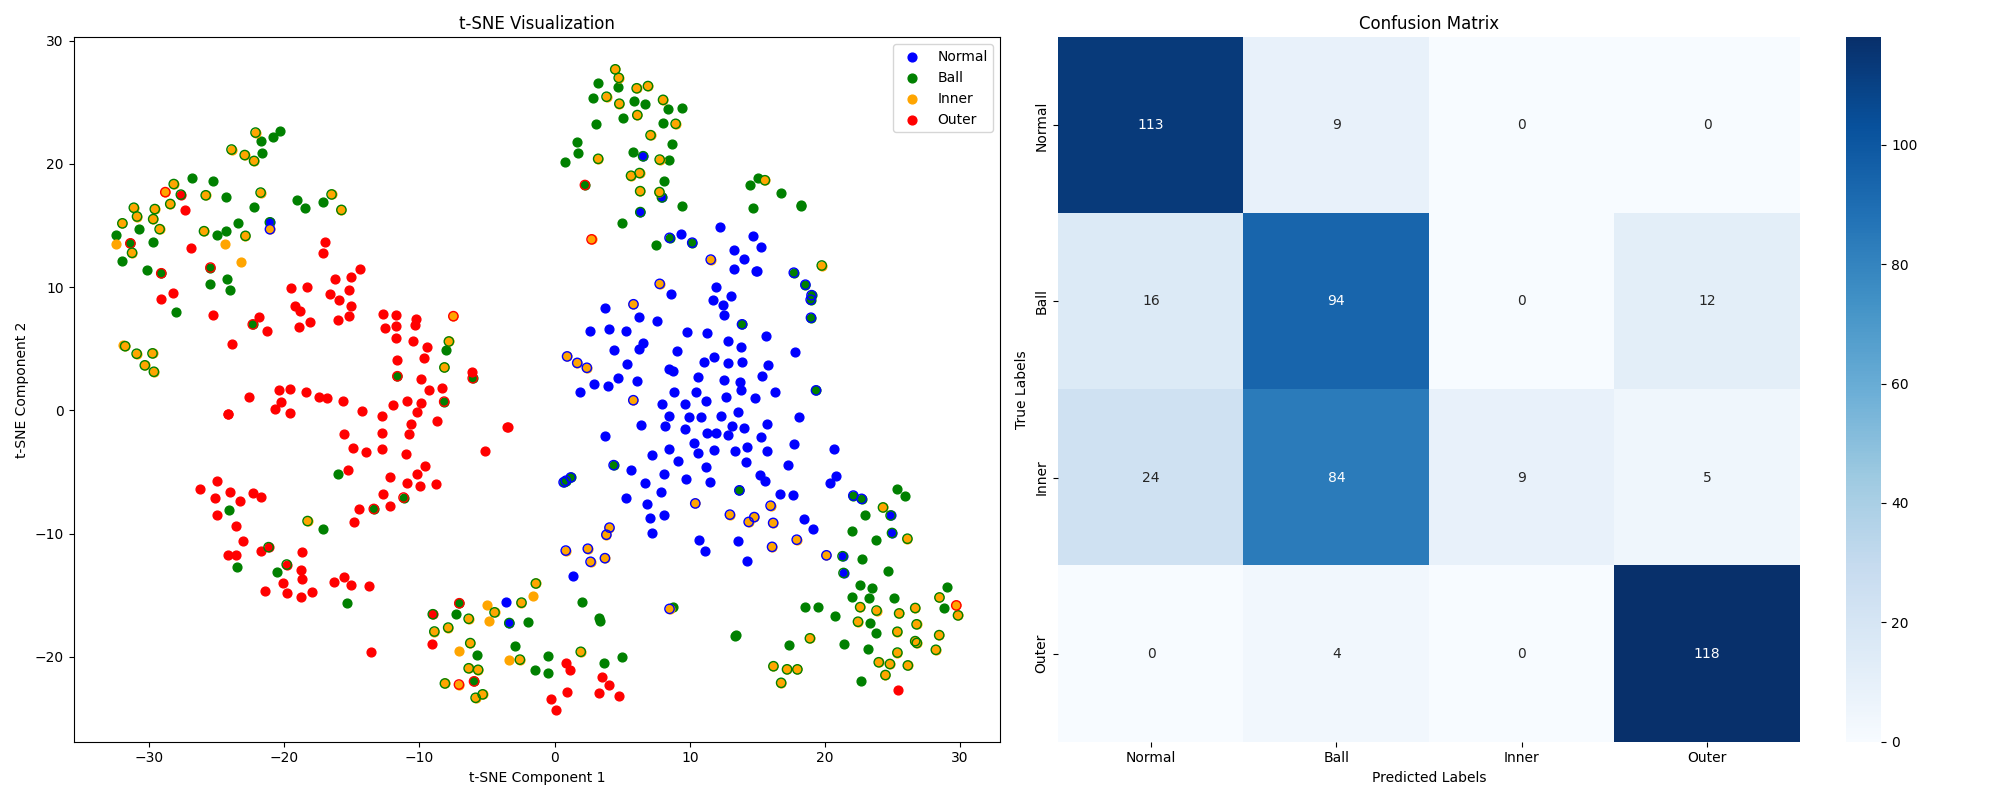 t-SNE Visualization
30
20
10
0
−10
−20
−30
−20
−10
0
10
20
30
t-SNE Component 1
t-SNE Component 2
Normal
Ball
Inner
Outer
Confusion Matrix
Normal
113 9 0 0
Ball
16 94 0 12
Inner
24 84 9 5
Outer
0 4 0 118
Normal Ball Inner Outer
Predicted Labels
True Labels
100
80
60
40
20
0